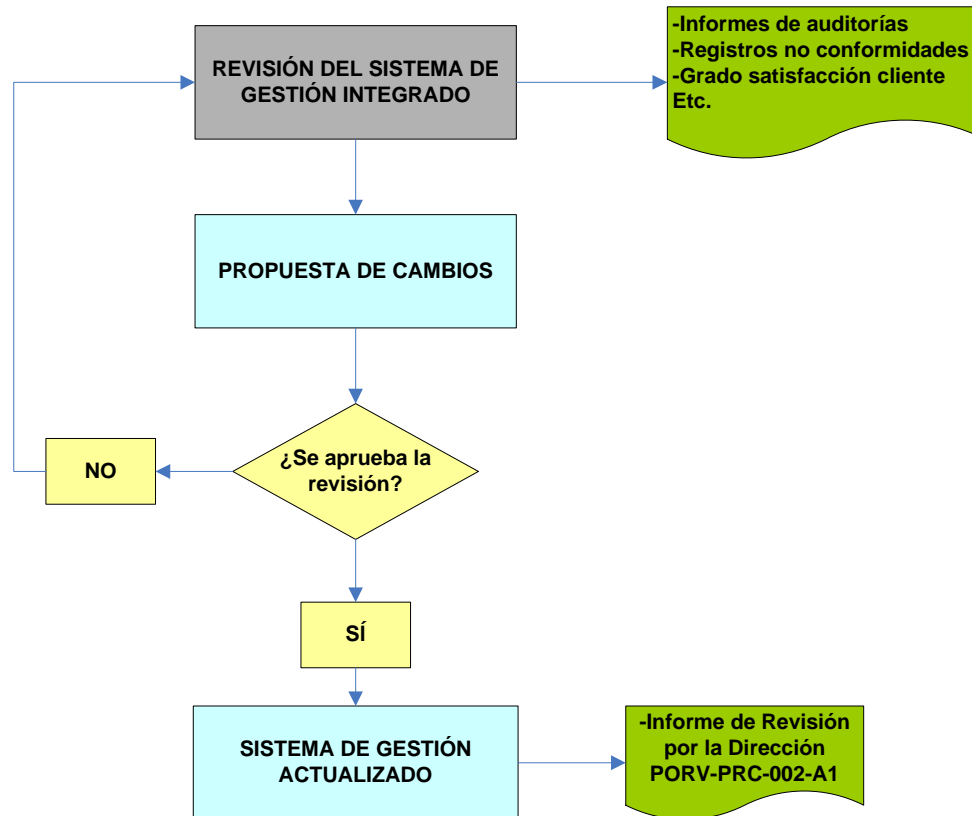 REVISIÓN DEL SISTEMA DE
GESTIÓN INTEGRADO
-Informes de auditorías
-Registros no conformidades
-Grado satisfacción cliente
Etc.
PROPUESTA DE CAMBIOS
¿Se aprueba la
revisión?
NO
SÍ
SISTEMA DE GESTIÓN
ACTUALIZADO
-Informe de Revisión
por la Dirección
PORV-PRC-002-A1